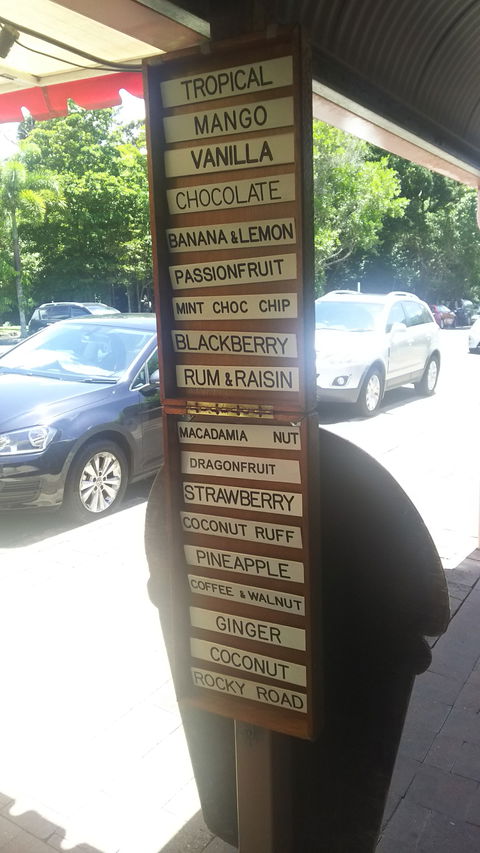 TROPICAL
MANGO
VANILLA
CHOCOLATE
BANANA & LEMON
PASSIONFRUIT
MINT CHOC CHIP
BLACKBERRY
RUM & RAISIN
MACADAMIA NUT
DRAGONFRUIT
STRAWBERRY
COCONUT RUFF
PINEAPPLE
COFFEE & WALNUT
GINGER
COCONUT
ROCKY ROAD